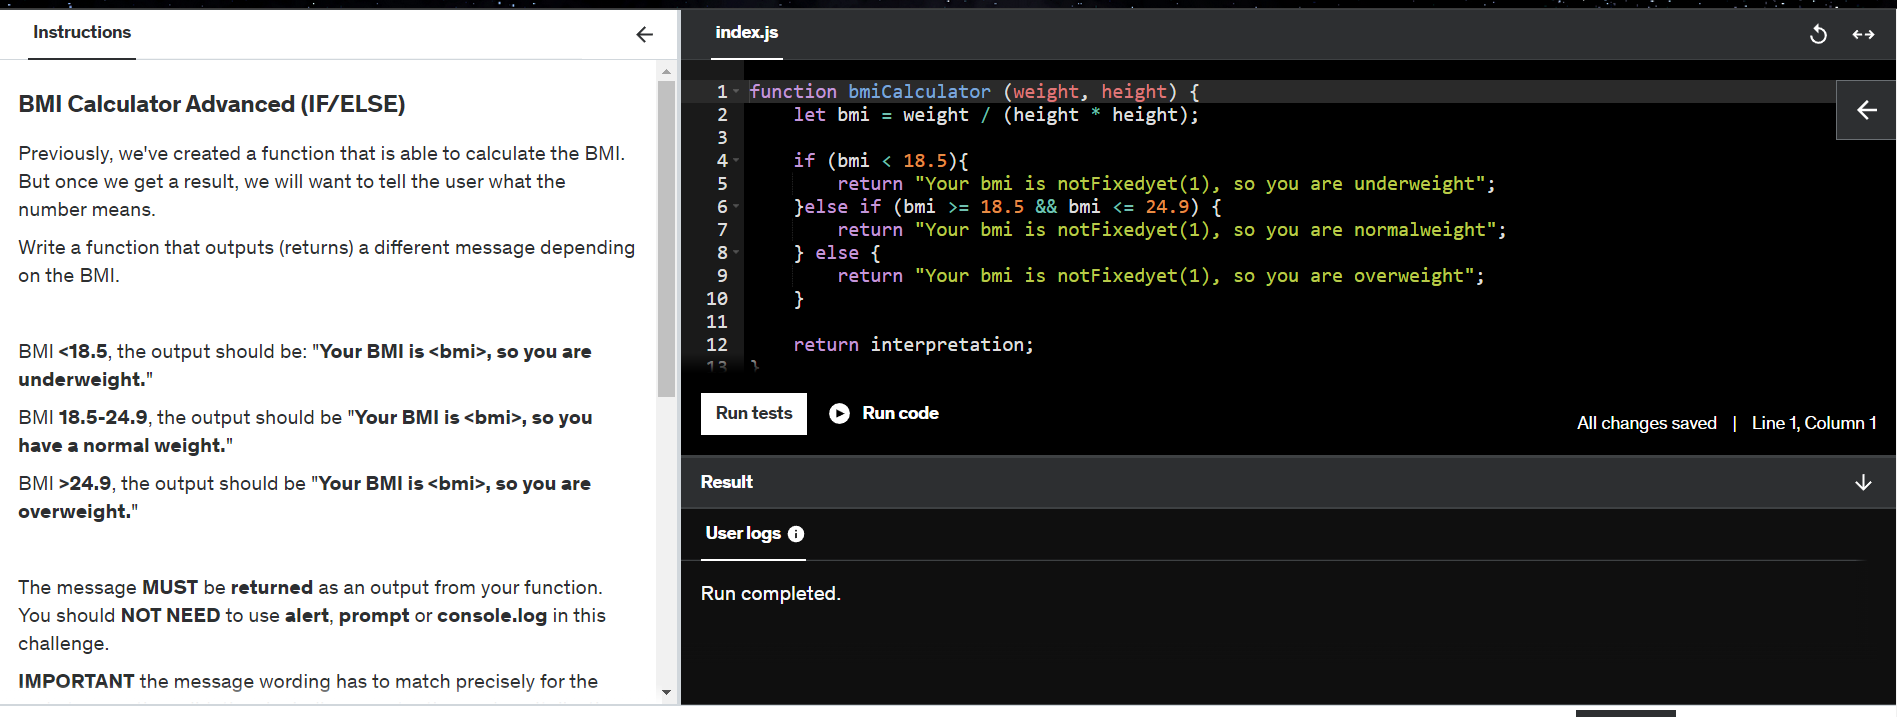 Instructions
BMI Calculator Advanced (IF/ELSE)
Previously, we've created a function that is able to calculate the BMI.
But once we get a result, we will want to tell the user what the
number means.
Write a function that outputs (returns) a different message depending
on the BMI.
BMI <18.5, the output should be: "Your BMI is <bmi>, so you are
underweight."
BMI 18.5-24.9, the output should be "Your BMI is <bmi>, so you
have a normal weight."
BMI >24.9, the output should be "Your BMI is <bmi>, so you are
overweight."
The message MUST be returned as an output from your function.
You should NOT NEED to use alert, prompt or console.log in this
challenge.
IMPORTANT the message wording has to match precisely for the
index.js
1 function bmiCalculator (weight, height) {
2     let bmi = weight / (height * height);
3
4     if (bmi < 18.5){
5         return "Your bmi is notFixedyet(1), so you are underweight";
6     }else if (bmi >= 18.5 && bmi <= 24.9) {
7         return "Your bmi is notFixedyet(1), so you are normalweight";
8     } else {
9         return "Your bmi is notFixedyet(1), so you are overweight";
10     }
11
12     return interpretation;
13 }
Run tests Run code
All changes saved | Line 1, Column 1
Result
User logs
Run completed.